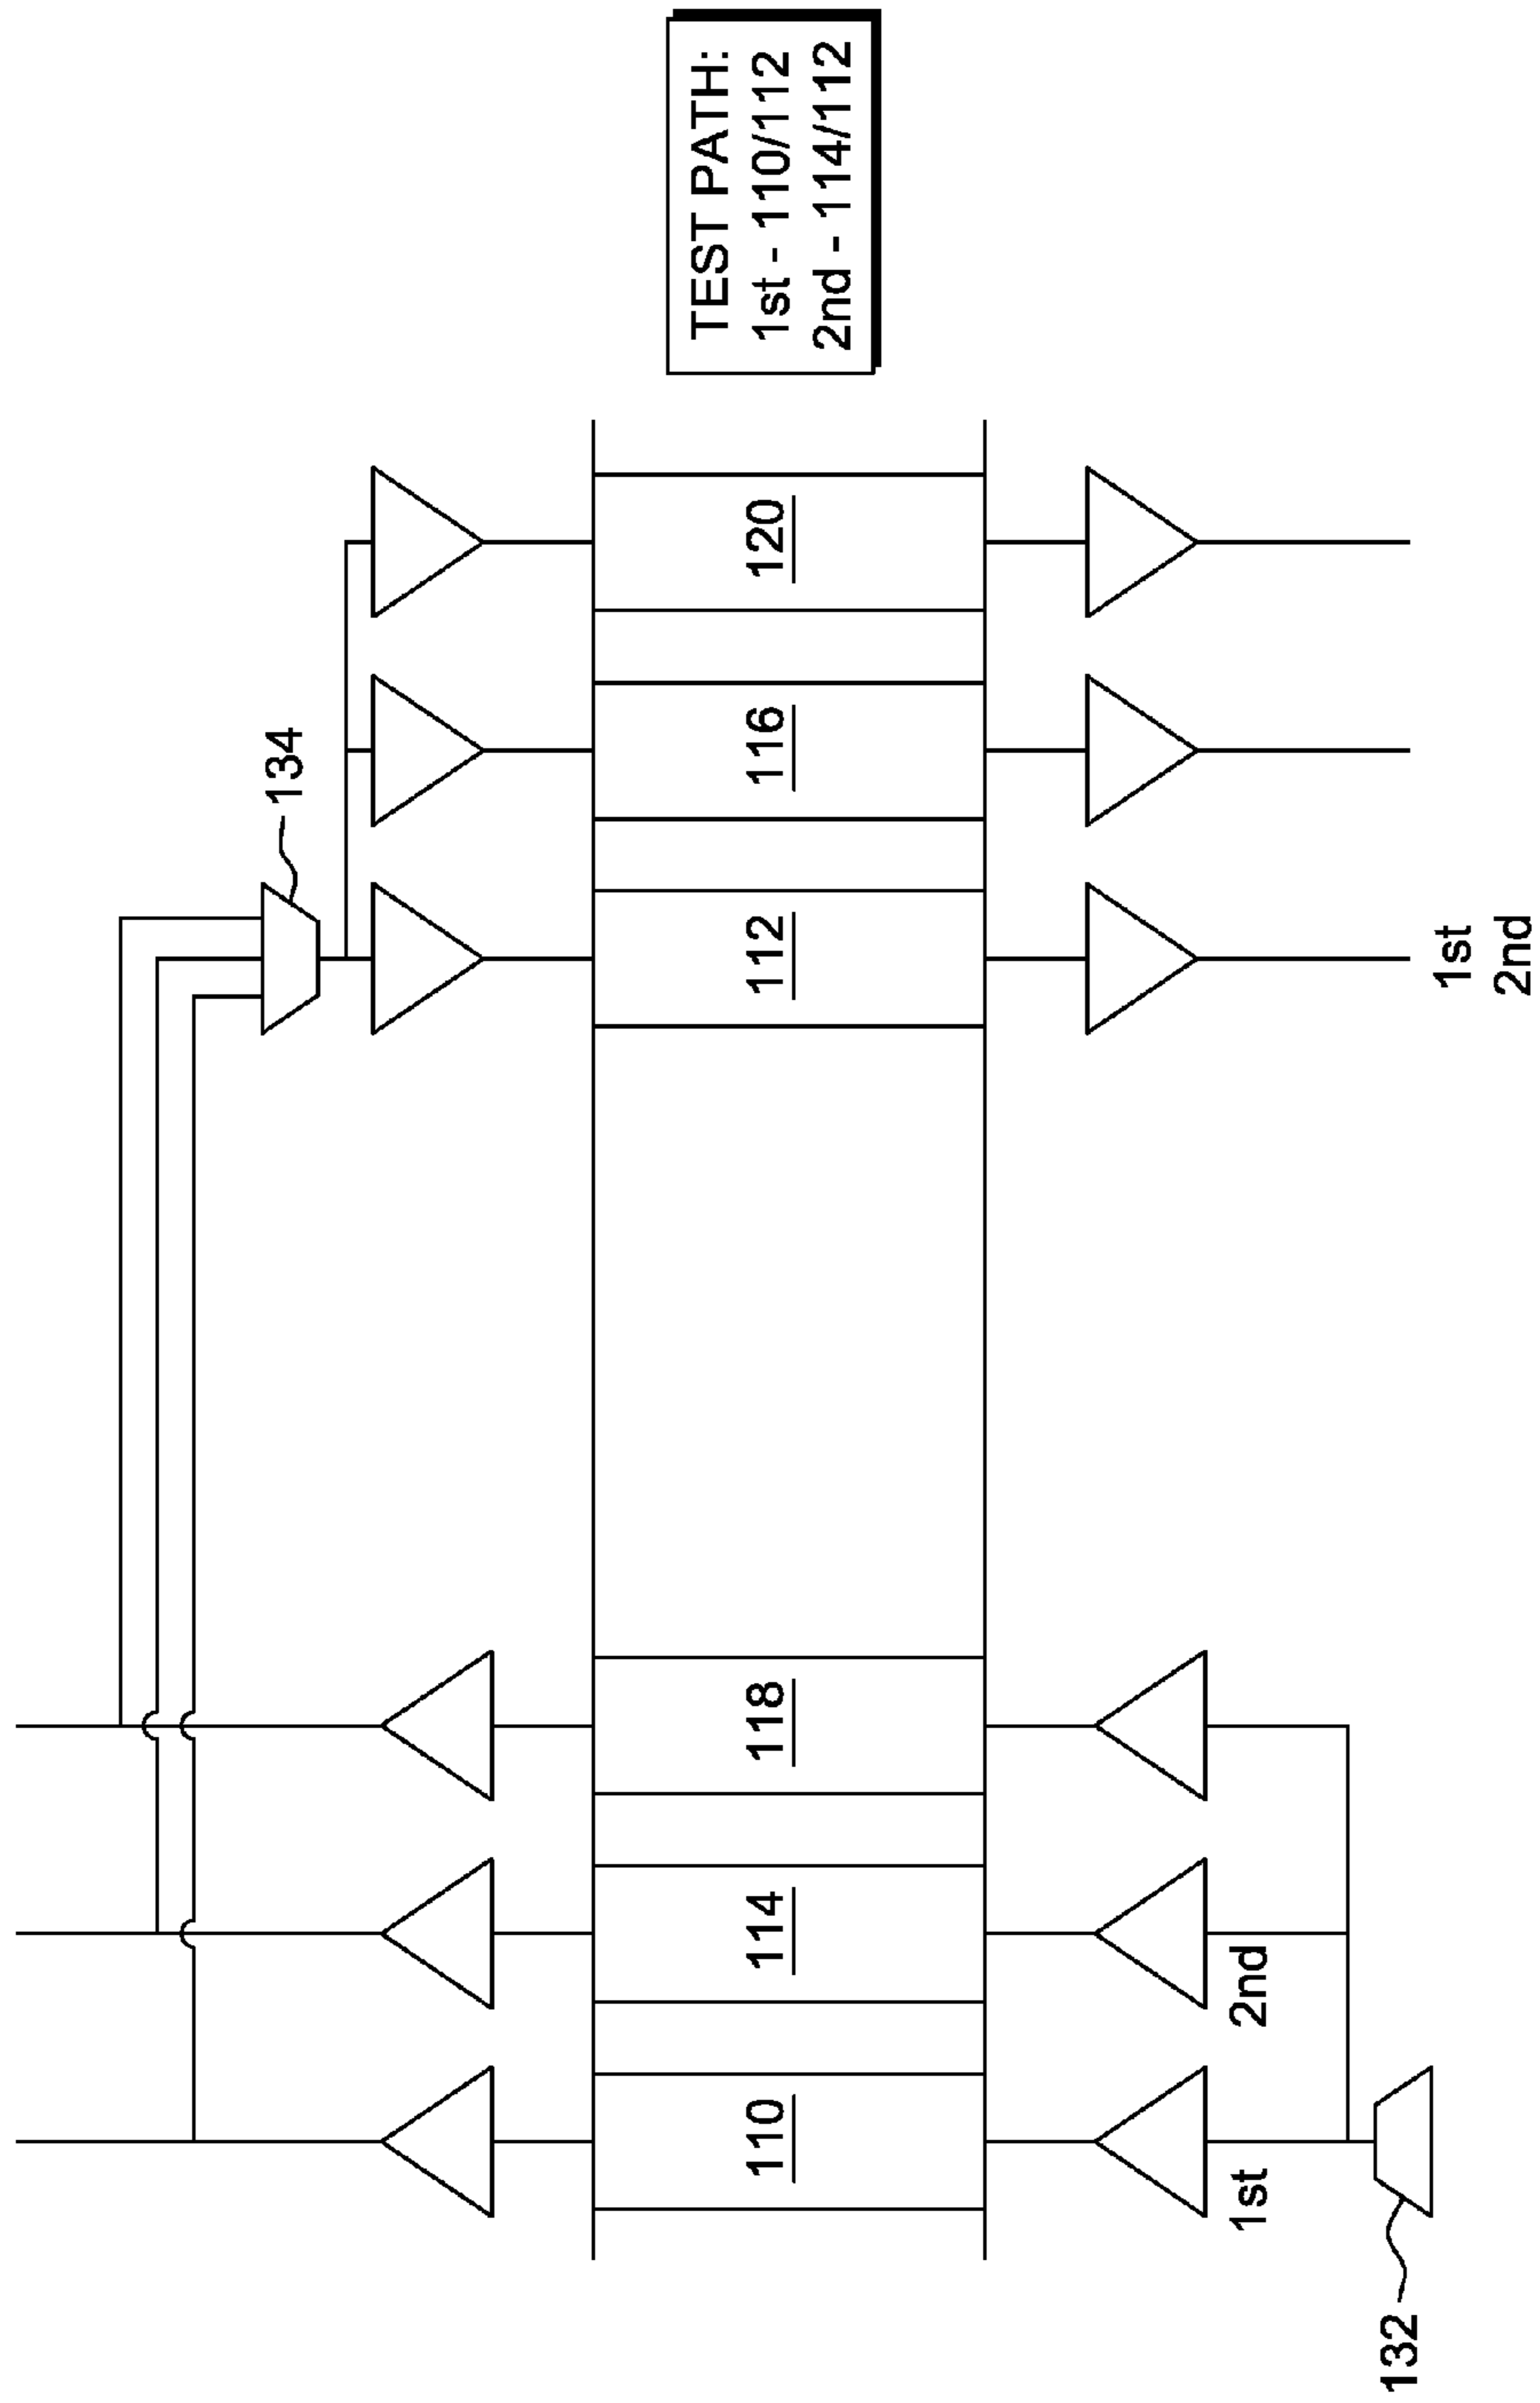 134
TEST PATH:
1st - 110/112
2nd - 114/112
110
114
118
112
116
120
1st
2nd
132
1st
2nd